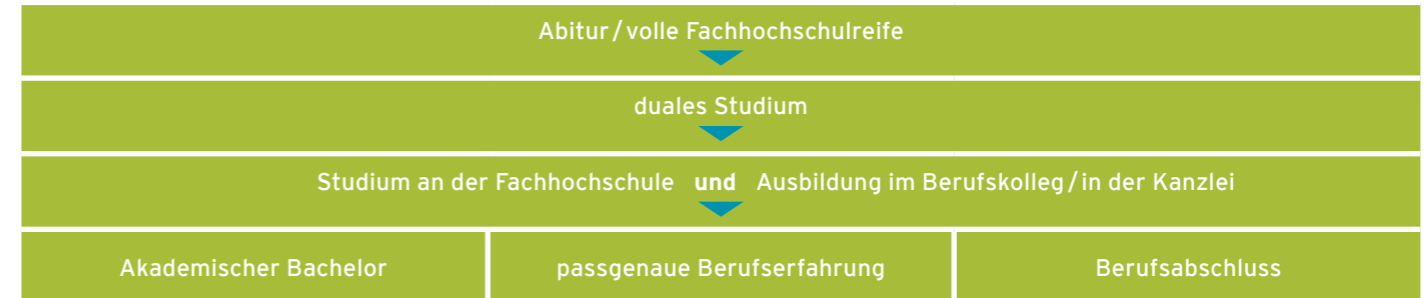 Abitur/volle Fachhochschulreife
duales Studium
Studium an der Fachhochschule und Ausbildung im Berufskolleg/in der Kanzlei
Akademischer Bachelor passgenaue Berufserfahrung Berufsabschluss